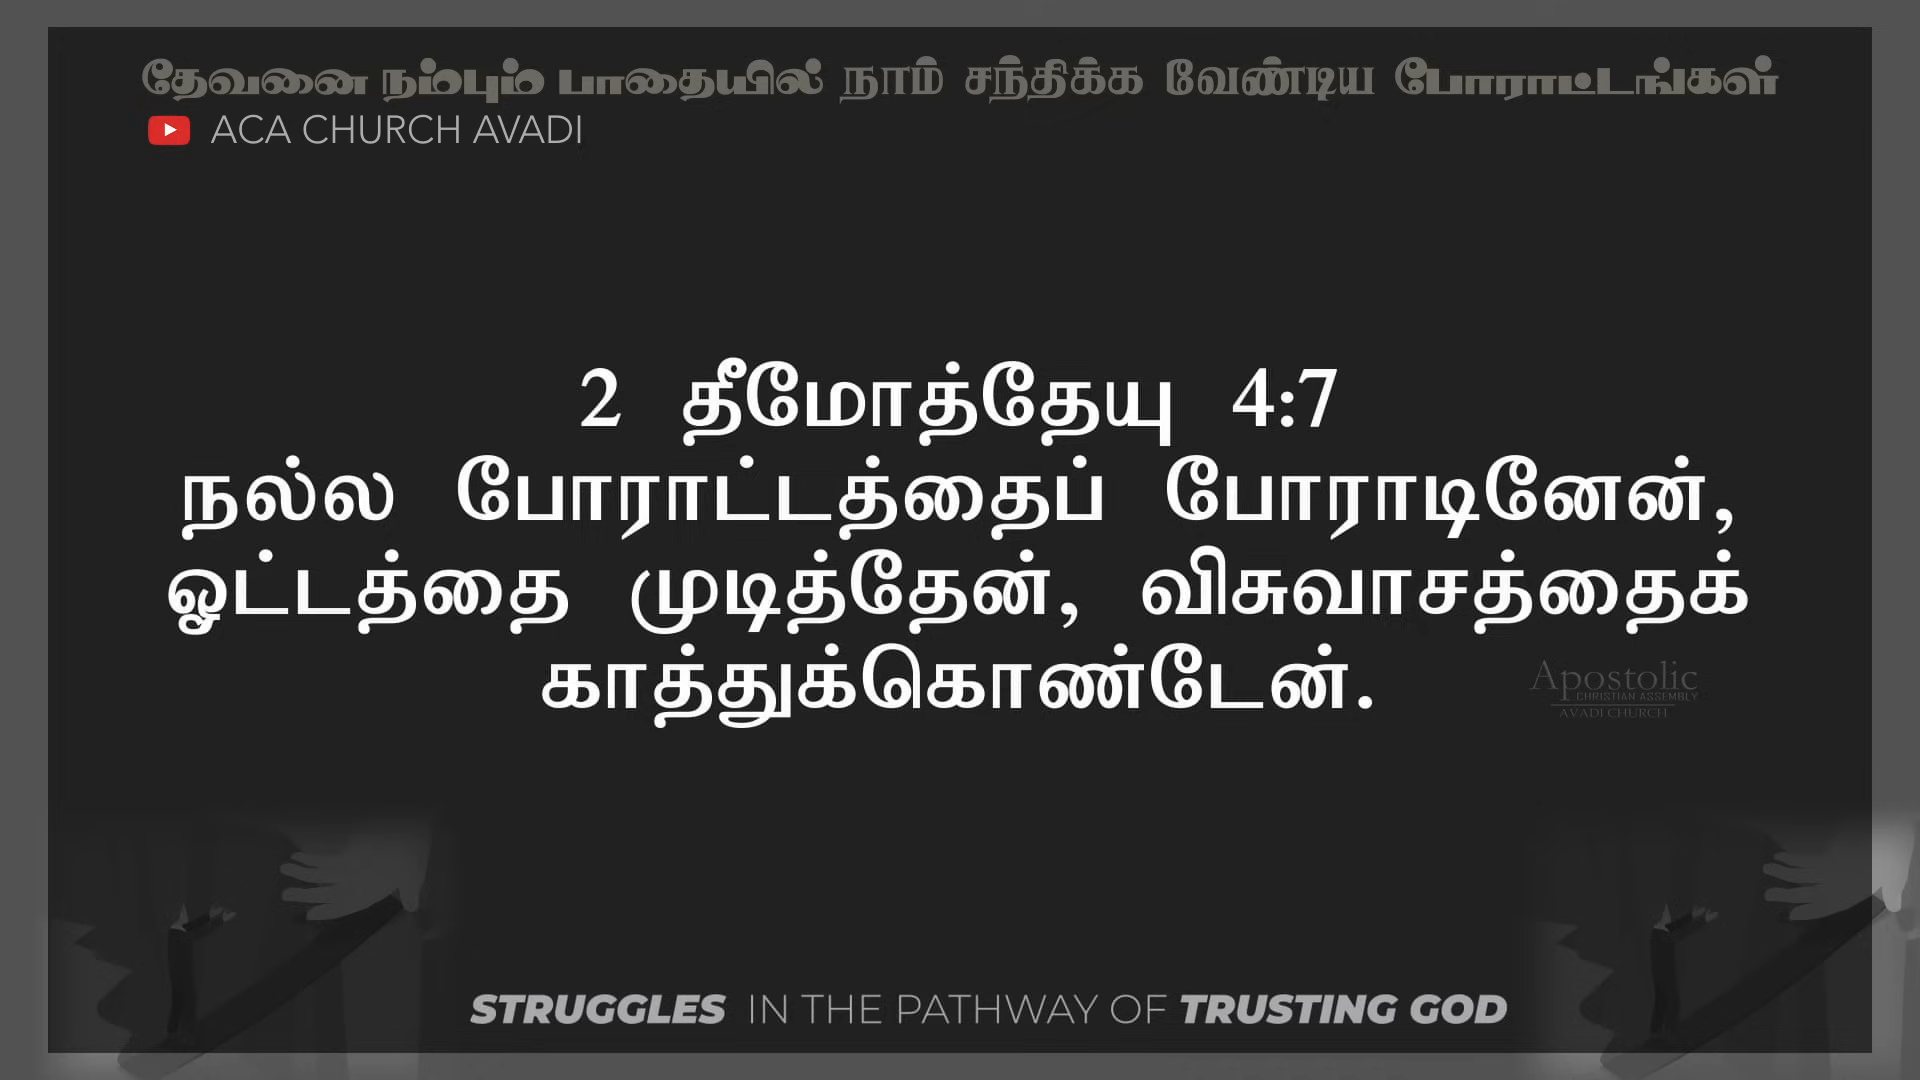 தேவனை நம்பும் பாதையில் நாம் சந்திக்க வேண்டிய போராட்டங்கள்
ACA CHURCH AVADI
2 தீமோத்தேயு 4:7
நல்ல போராட்டத்தைப் போராடினேன்,
ஓட்டத்தை முடித்தேன், விசுவாசத்தைக்
காத்துக்கொண்டேன்.
Apostolic
CHRISTIAN ASSEMBLY
AVADI CHURCH
STRUGGLES IN THE PATHWAY OF TRUSTING GOD